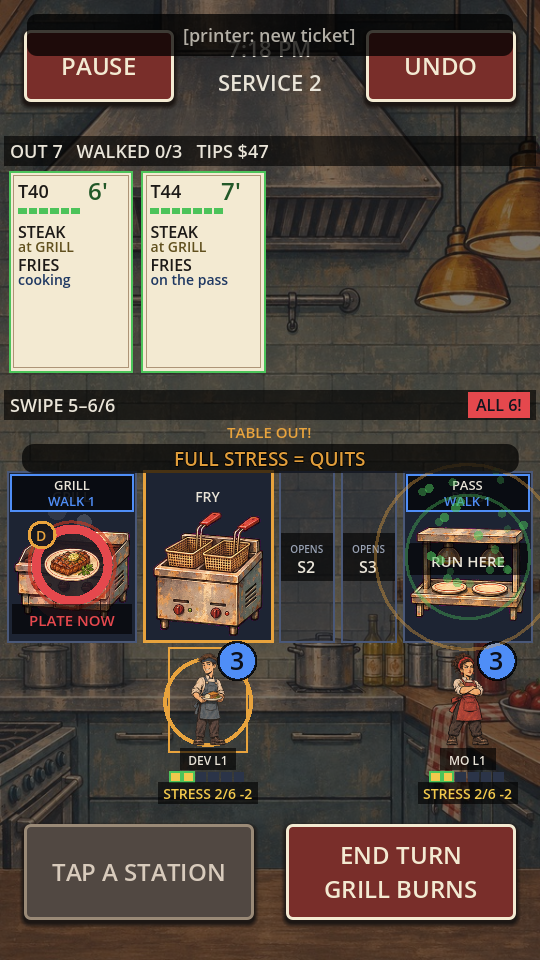 [printer: new ticket]
PAUSE
7:18 PM
SERVICE 2
UNDO
OUT 7 WALKED 0/3 TIPS $47
T40 6'
STEAK
at GRILL
FRIES
cooking
T44 7'
STEAK
at GRILL
FRIES
on the pass
SWIPE 5–6/6
ALL 6!
TABLE OUT!
FULL STRESS = QUITS
GRILL
WALK 1
D
PLATE NOW
FRY
OPENS
S2
OPENS
S3
PASS
WALK 1
RUN HERE
3
DEV L1
STRESS 2/6 -2
3
MO L1
STRESS 2/6 -2
TAP A STATION
END TURN
GRILL BURNS